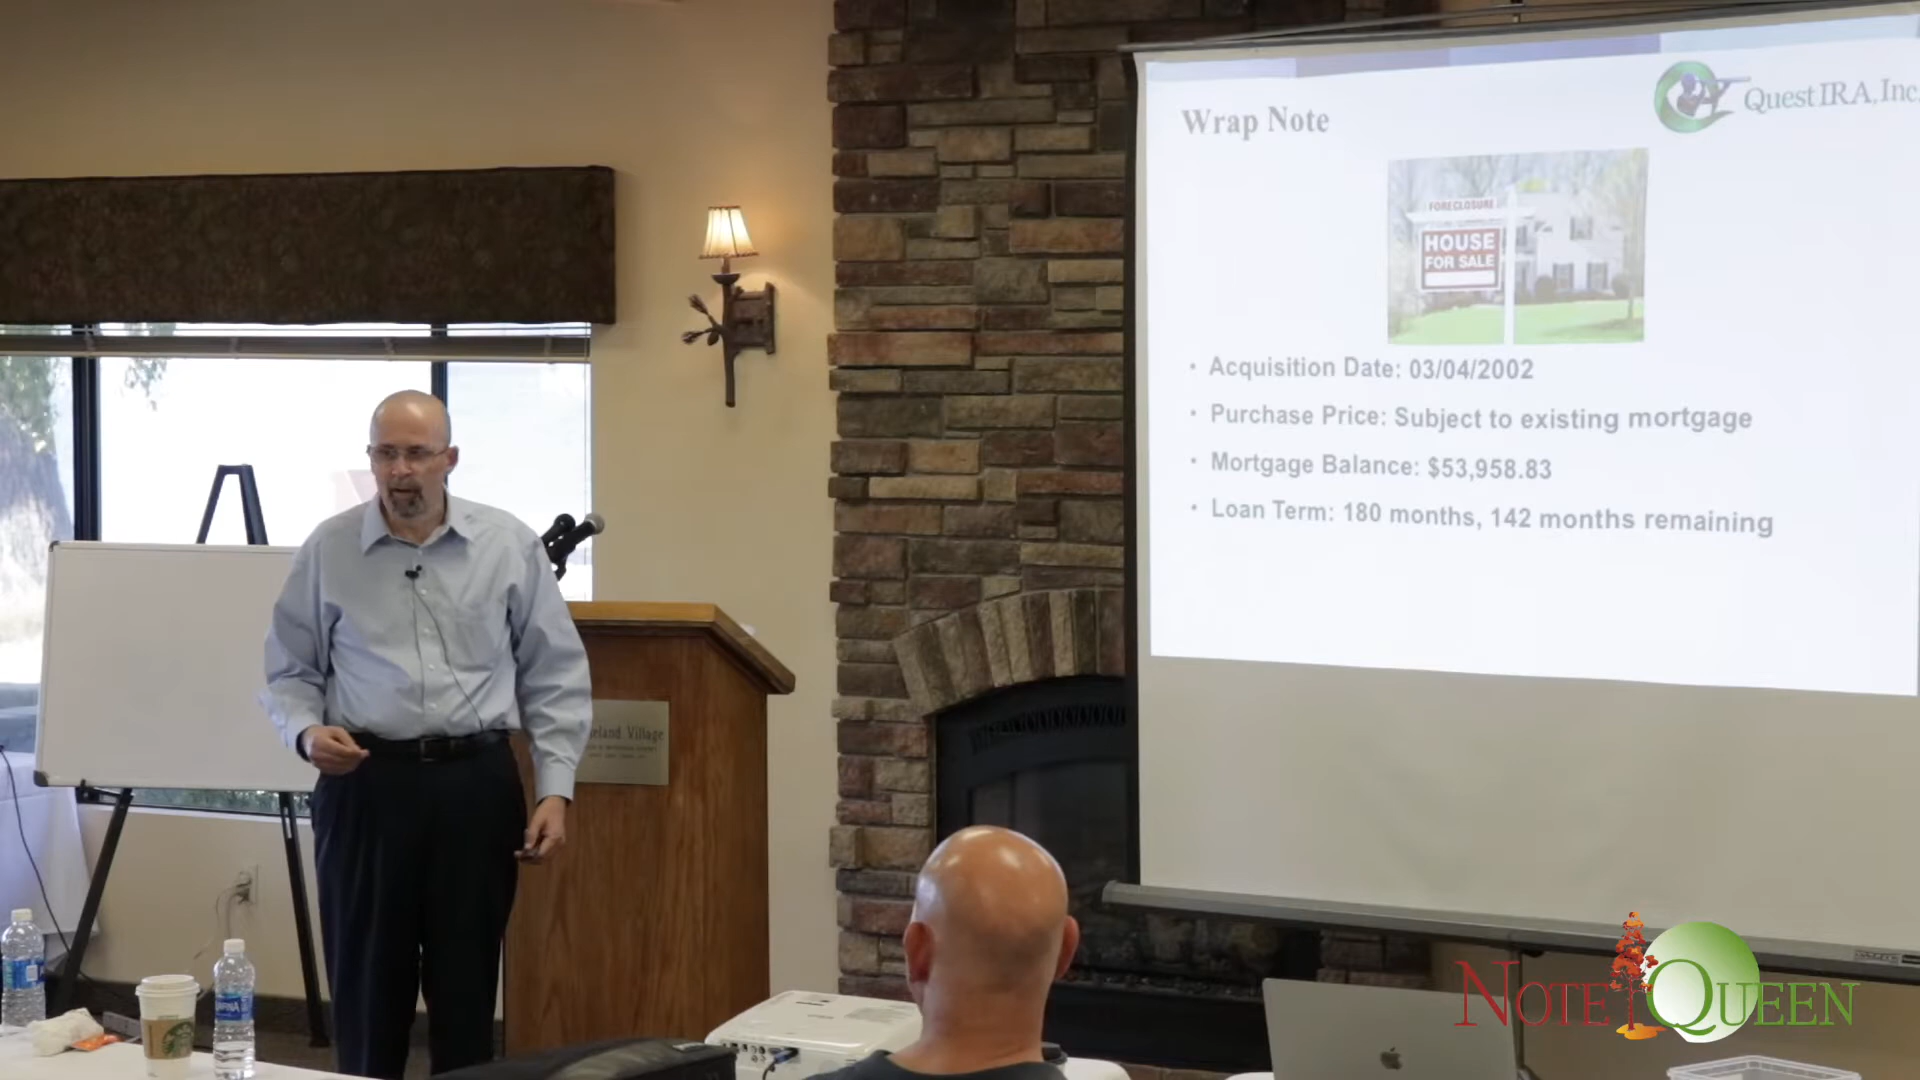 Wrap Note
Quest IRA, Inc.
FORECLOSURE
HOUSE
FOR SALE
• Acquisition Date: 03/04/2002
• Purchase Price: Subject to existing mortgage
• Mortgage Balance: $53,958.83
• Loan Term: 180 months, 142 months remaining
Village
NOTE QUEEN